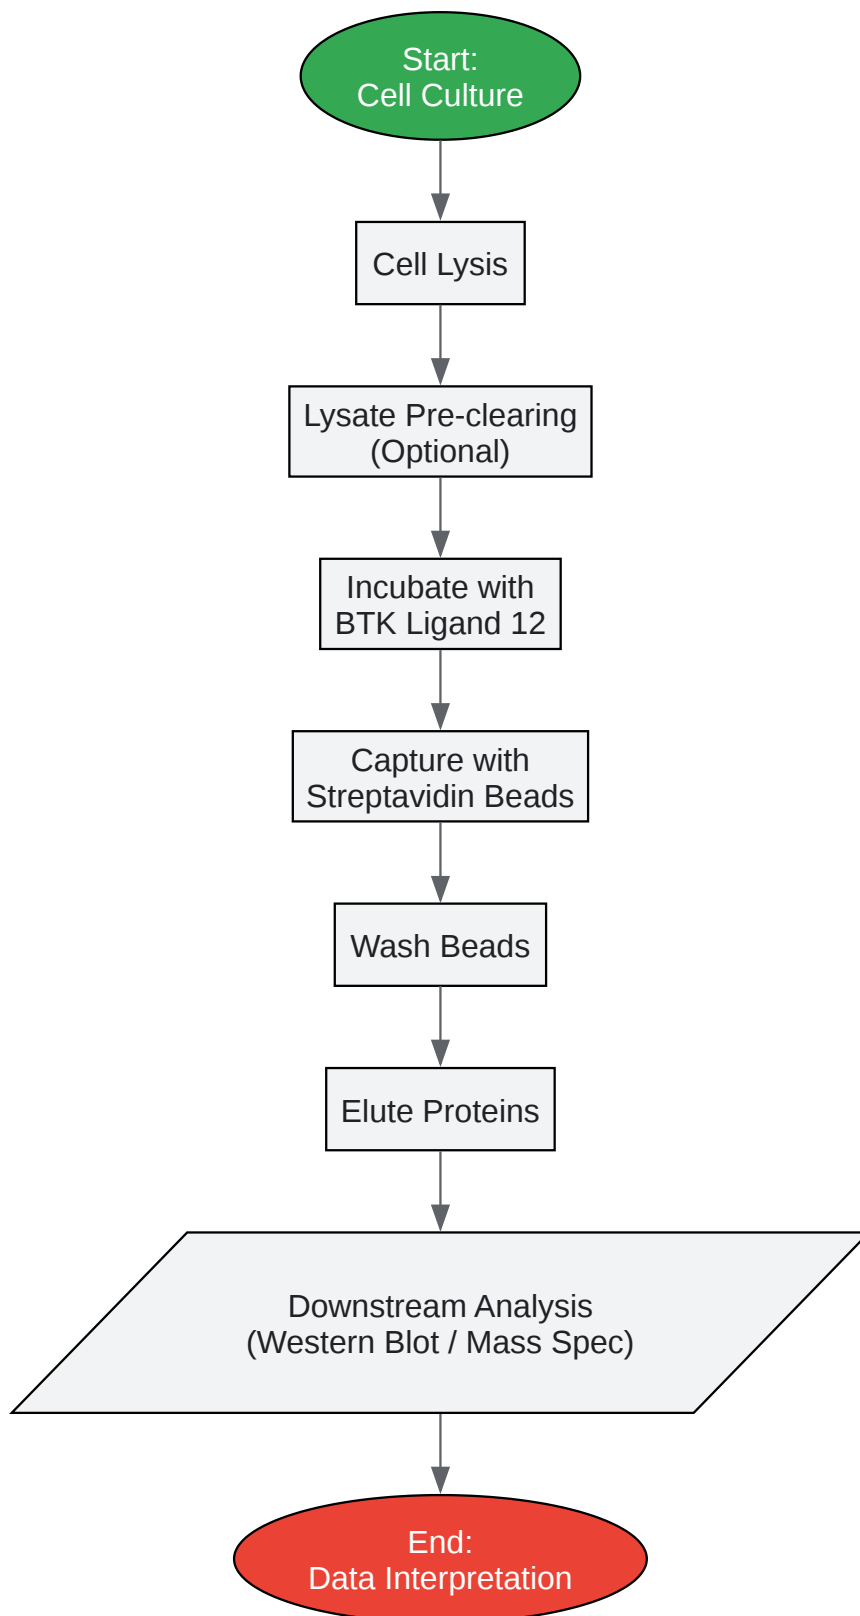 Start:
Cell Culture
Cell Lysis
Lysate Pre-clearing
(Optional)
Incubate with
BTK Ligand 12
Capture with
Streptavidin Beads
Wash Beads
Elute Proteins
Downstream Analysis
(Western Blot / Mass Spec)
End:
Data Interpretation